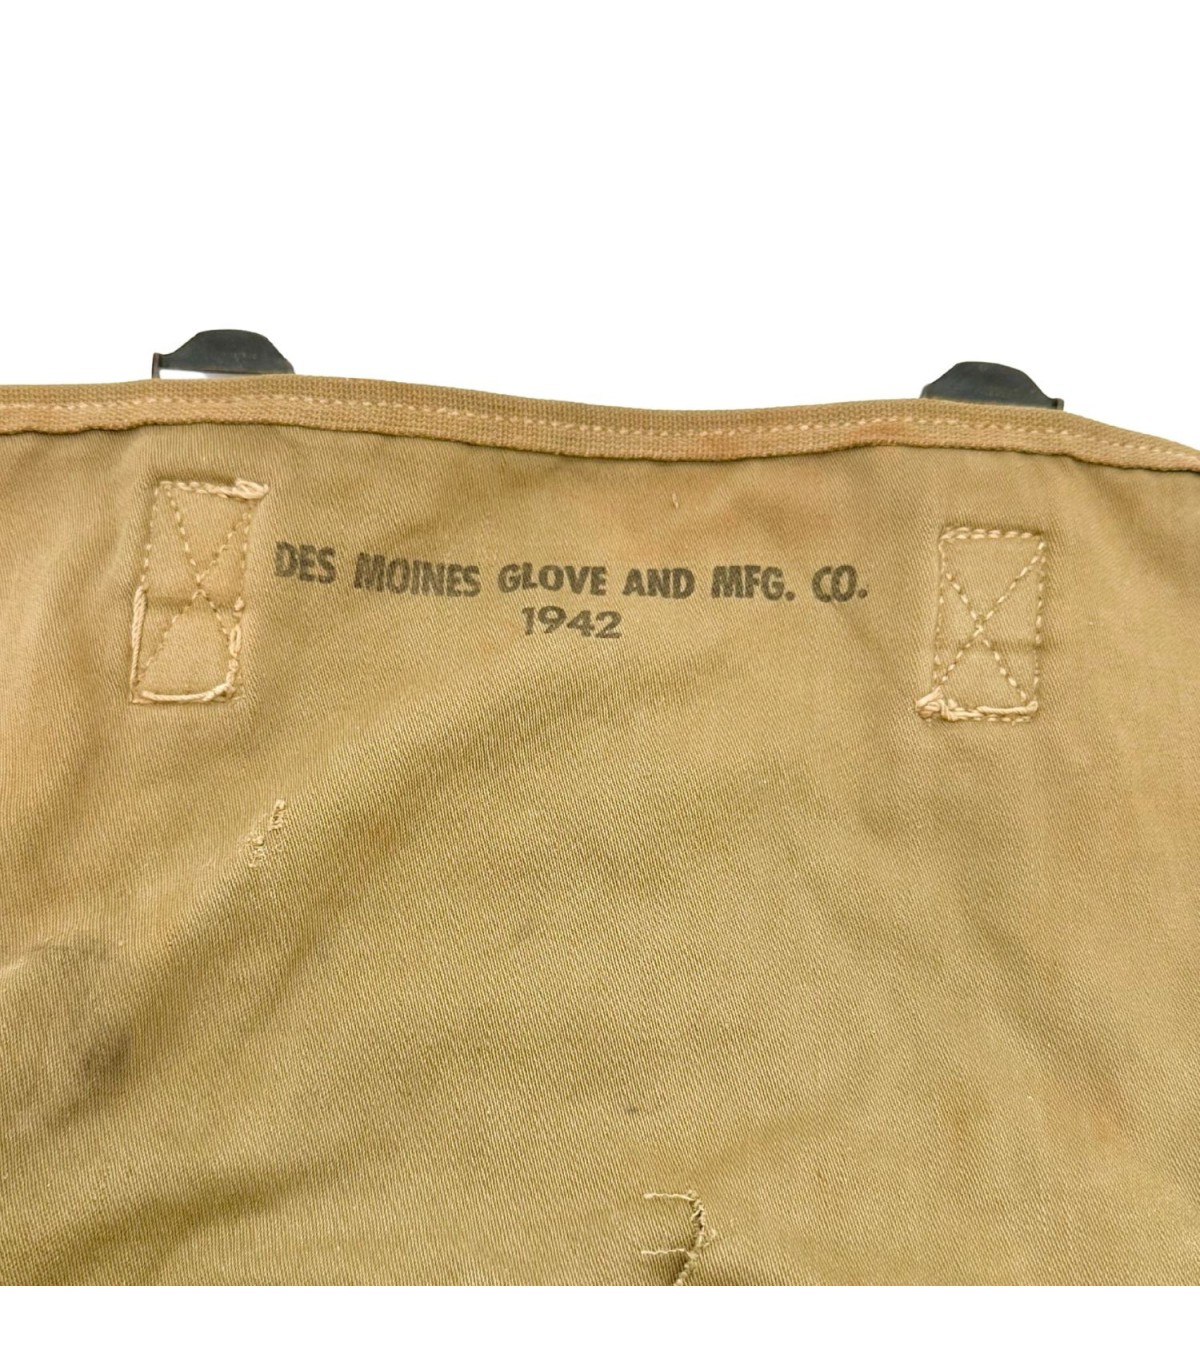 DES MOINES GLOVE AND MFG. CO.
1942